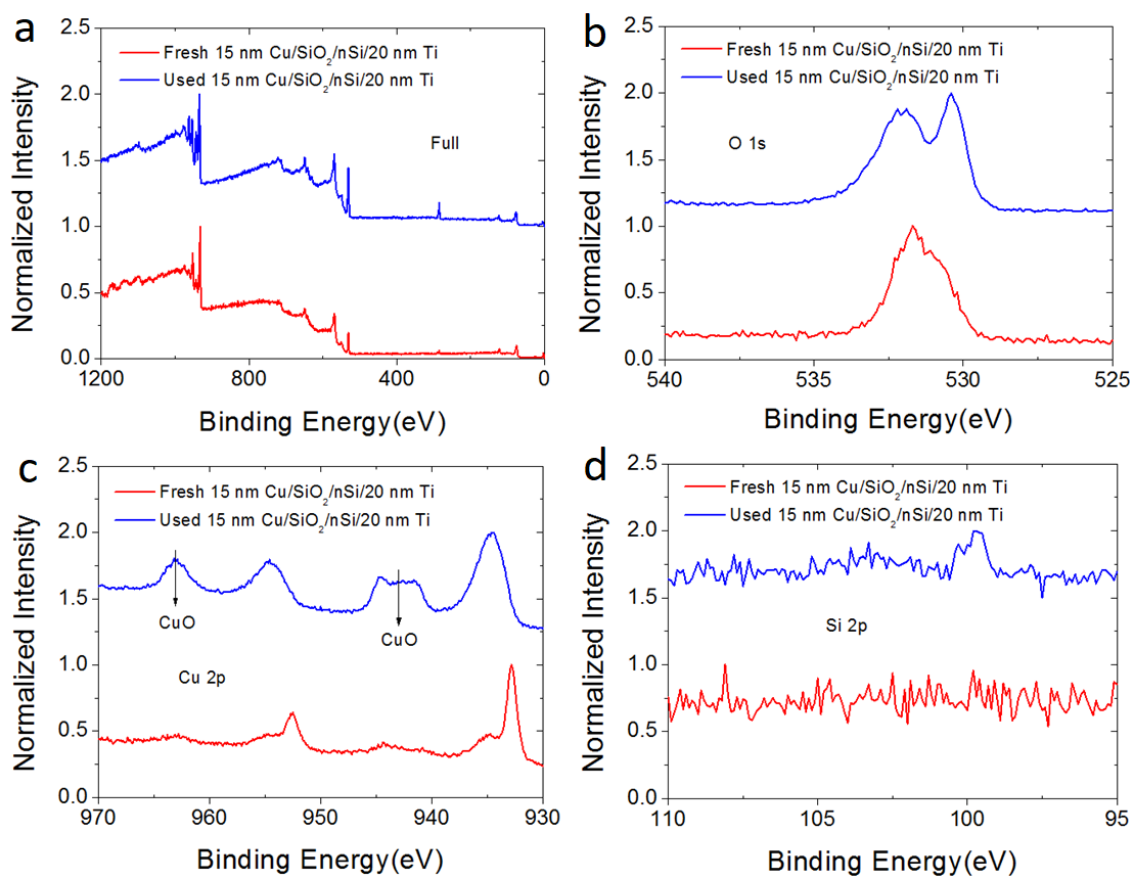 a
2.5
Fresh 15 nm Cu/SiO2/nSi/20 nm Ti
Used 15 nm Cu/SiO2/nSi/20 nm Ti
2.0
Full
1.5
1.0
0.5
0.0
1200 800 400 0
Binding Energy(eV)
Normalized Intensity
b
2.5
Fresh 15 nm Cu/SiO2/nSi/20 nm Ti
Used 15 nm Cu/SiO2/nSi/20 nm Ti
2.0
O 1s
1.5
1.0
0.5
0.0
540 535 530 525
Binding Energy(eV)
Normalized Intensity
c
2.5
Fresh 15 nm Cu/SiO2/nSi/20 nm Ti
Used 15 nm Cu/SiO2/nSi/20 nm Ti
2.0
1.5
CuO
CuO
1.0
Cu 2p
0.5
0.0
970 960 950 940 930
Binding Energy(eV)
Normalized Intensity
d
2.5
Fresh 15 nm Cu/SiO2/nSi/20 nm Ti
Used 15 nm Cu/SiO2/nSi/20 nm Ti
2.0
1.5
Si 2p
1.0
0.5
0.0
110 105 100 95
Binding Energy(eV)
Normalized Intensity